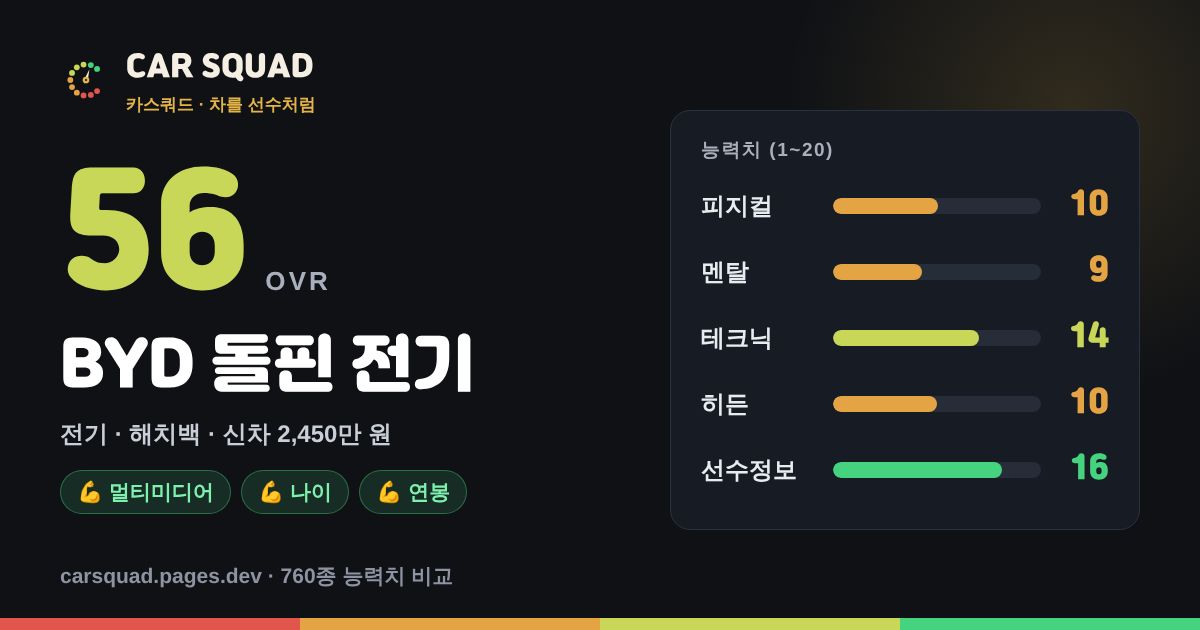 CAR SQUAD
카스쿼드 · 차를 선수처럼
56 OVR
BYD 돌핀 전기
전기 · 해치백 · 신차 2,450만 원
💪 멀티미디어 💪 나이 💪 연봉
carsquad.pages.dev · 760종 능력치 비교
능력치 (1~20)
피지컬 10
멘탈 9
테크닉 14
히든 10
선수정보 16